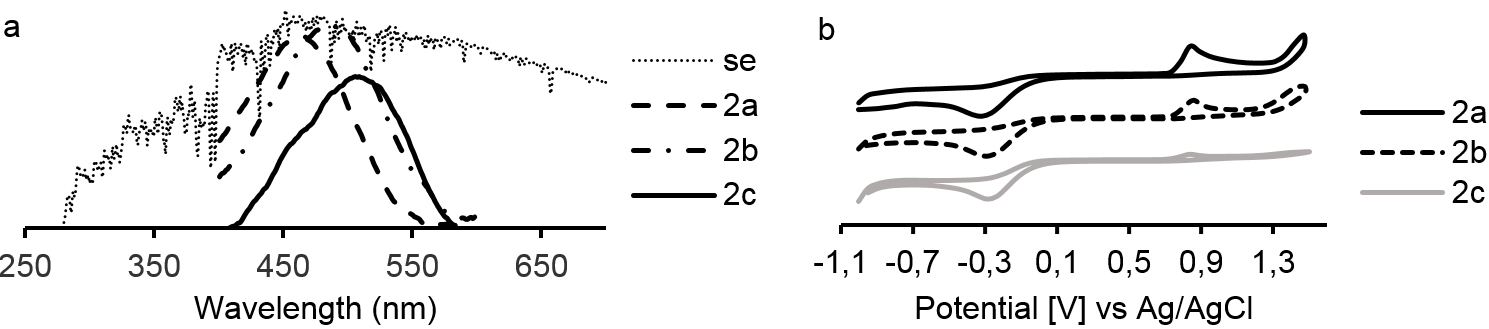 a
se
2a
2b
2c
250 350 450 550 650
Wavelength (nm)
b
2a
2b
2c
-1,1 -0,7 -0,3 0,1 0,5 0,9 1,3
Potential [V] vs Ag/AgCl